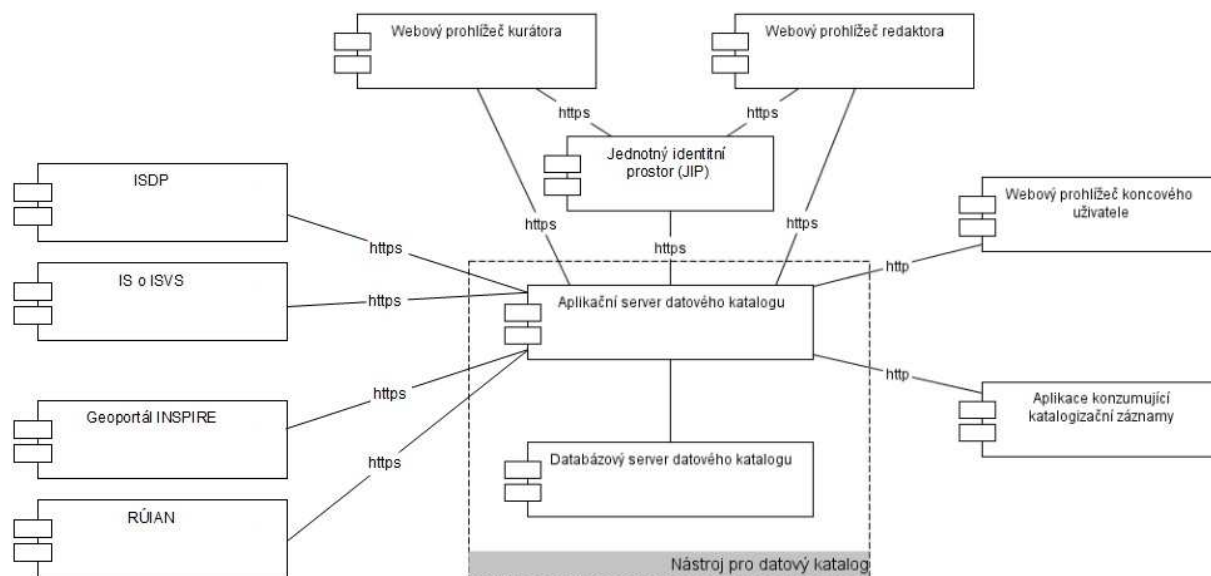 Webový prohlížeč kurátora
Webový prohlížeč redaktora
https
https
Jednotný identitní
prostor (JIP)
ISDP
Webový prohlížeč koncového
uživatele
https
https
https
https
http
IS o ISVS
https
Aplikační server datového katalogu
http
Aplikace konzumující
katalogizační záznamy
https
Geoportál INSPIRE
https
Databázový server datového katalogu
RÚIAN
Nástroj pro datový katalog